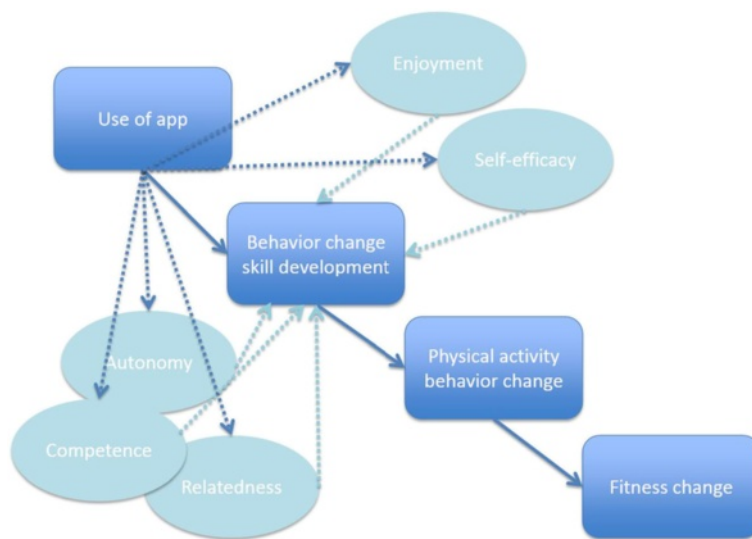 Enjoyment
Use of app
Self-efficacy
Behavior change
skill development
Autonomy
Physical activity
behavior change
Competence
Relatedness
Fitness change